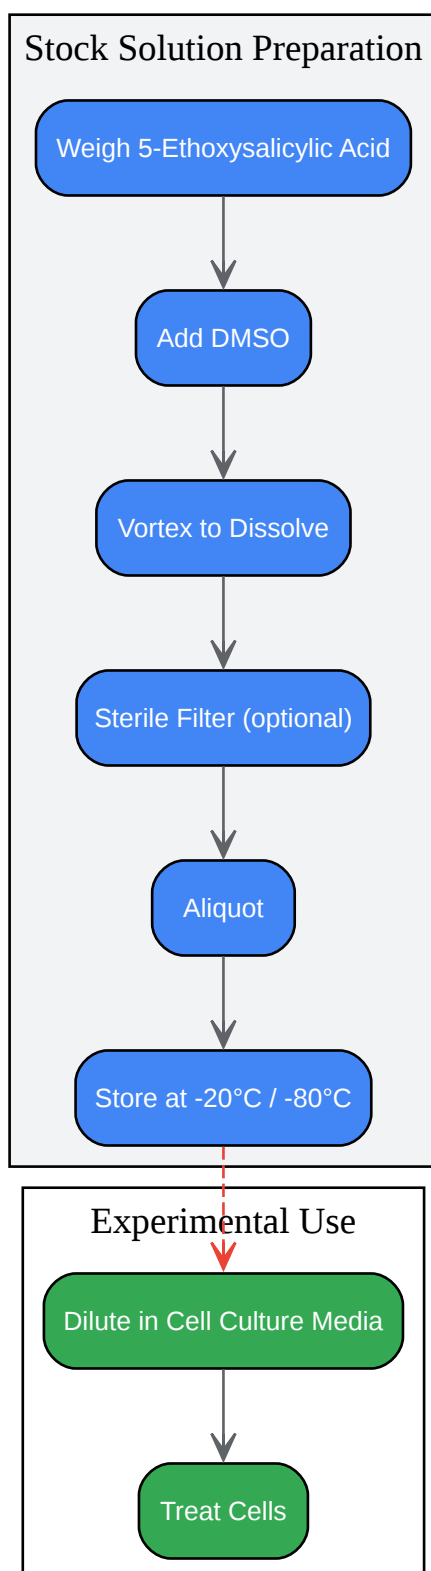 Stock Solution Preparation
Weigh 5-Ethoxysalicylic Acid
Add DMSO
Vortex to Dissolve
Sterile Filter (optional)
Aliquot
Store at -20°C / -80°C
Experimental Use
Dilute in Cell Culture Media
Treat Cells